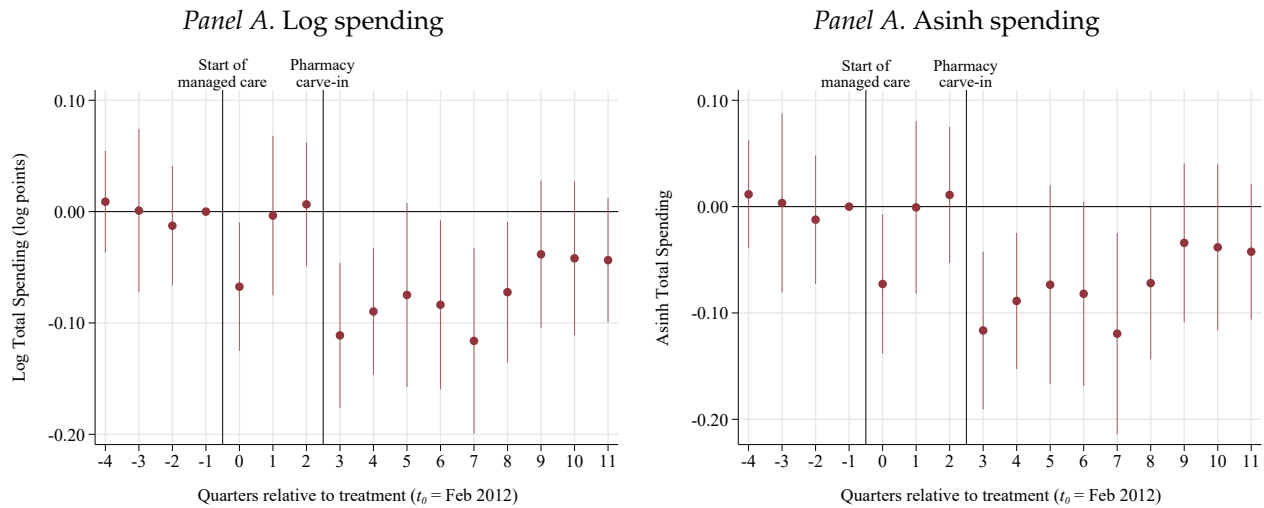 Panel A. Log spending
Start of
managed care
Pharmacy
carve-in
0.10
0.00
-0.10
-0.20
Log Total Spending (log points)
-4 -3 -2 -1 0 1 2 3 4 5 6 7 8 9 10 11
Quarters relative to treatment (t₀ = Feb 2012)
Panel A. Asinh spending
Start of
managed care
Pharmacy
carve-in
0.10
0.00
-0.10
-0.20
Asinh Total Spending
-4 -3 -2 -1 0 1 2 3 4 5 6 7 8 9 10 11
Quarters relative to treatment (t₀ = Feb 2012)